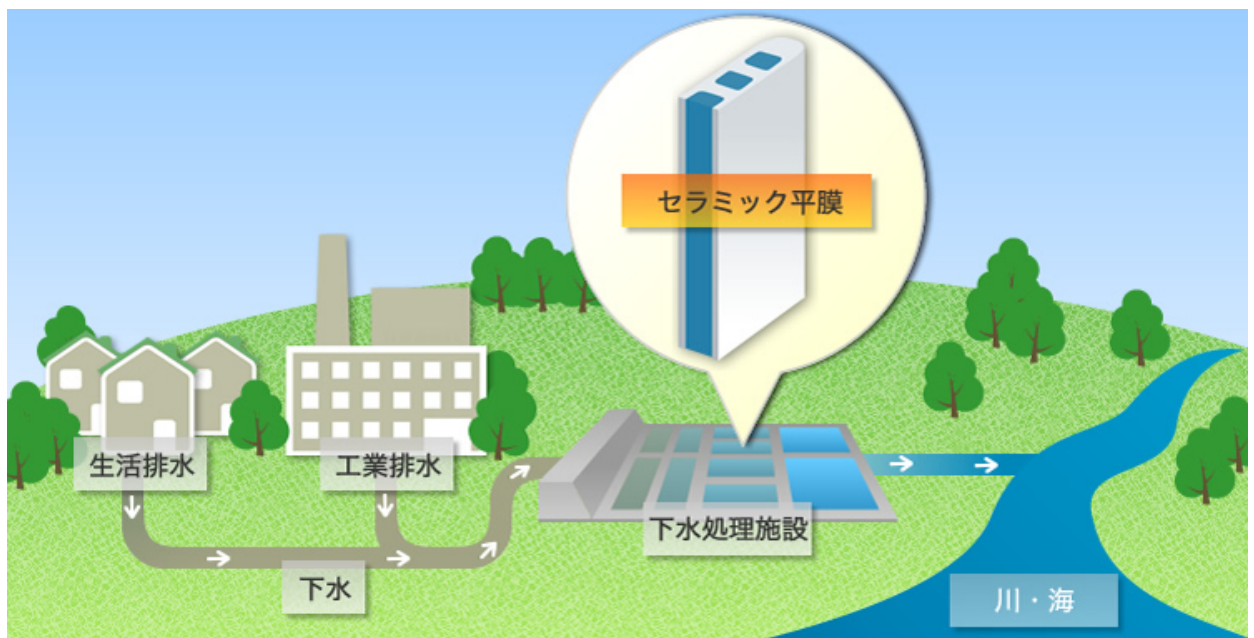 セラミック平膜
生活排水
工業排水
下水処理施設
下水
川・海